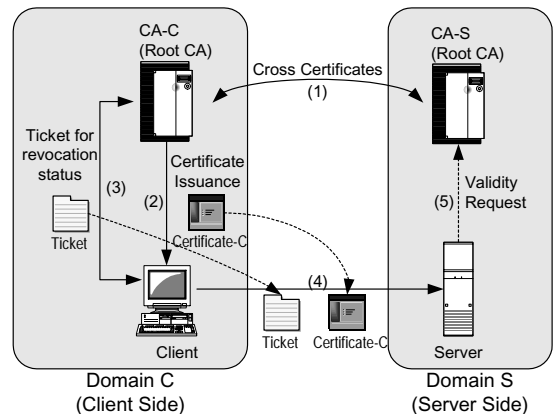 CA-C
(Root CA)
CA-S
(Root CA)
Cross Certificates
(1)
Ticket for
revocation
status
(3)
(2)
Certificate
Issuance
(5)
Validity
Request
Ticket
Certificate-C
(4)
Client
Ticket
Certificate-C
Server
Domain C
(Client Side)
Domain S
(Server Side)